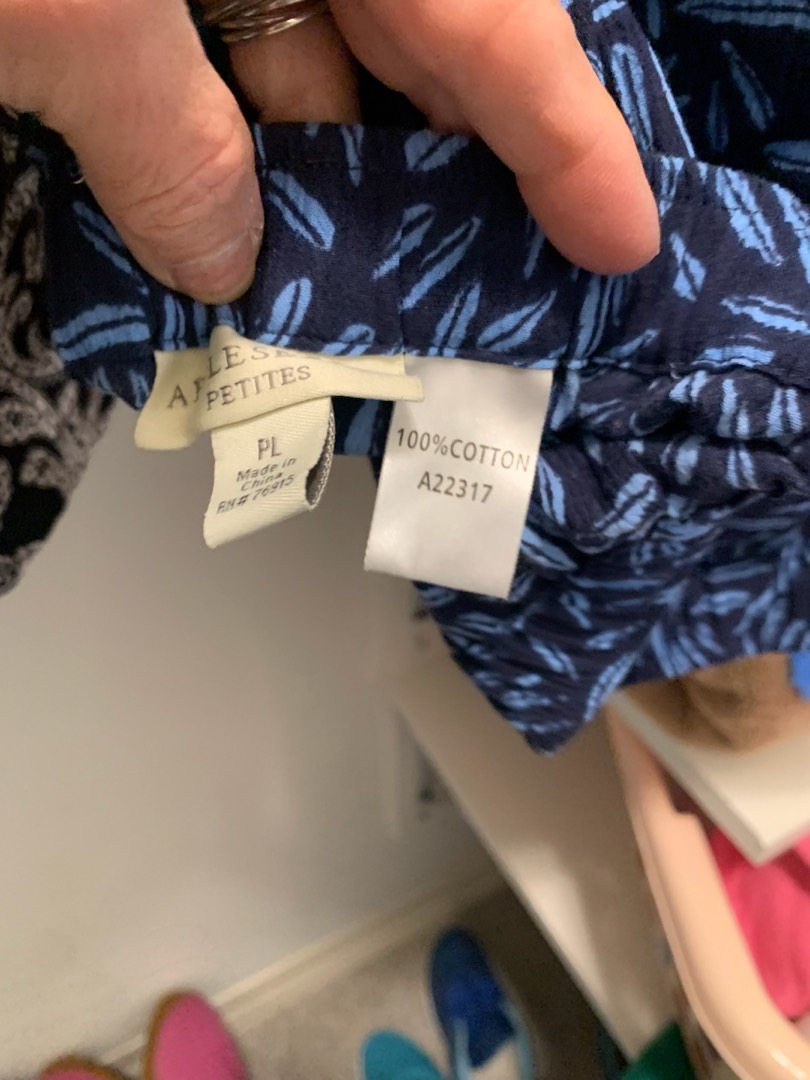 PETITES
PL
Made in
China
RN# 76915
100%COTTON
A22317